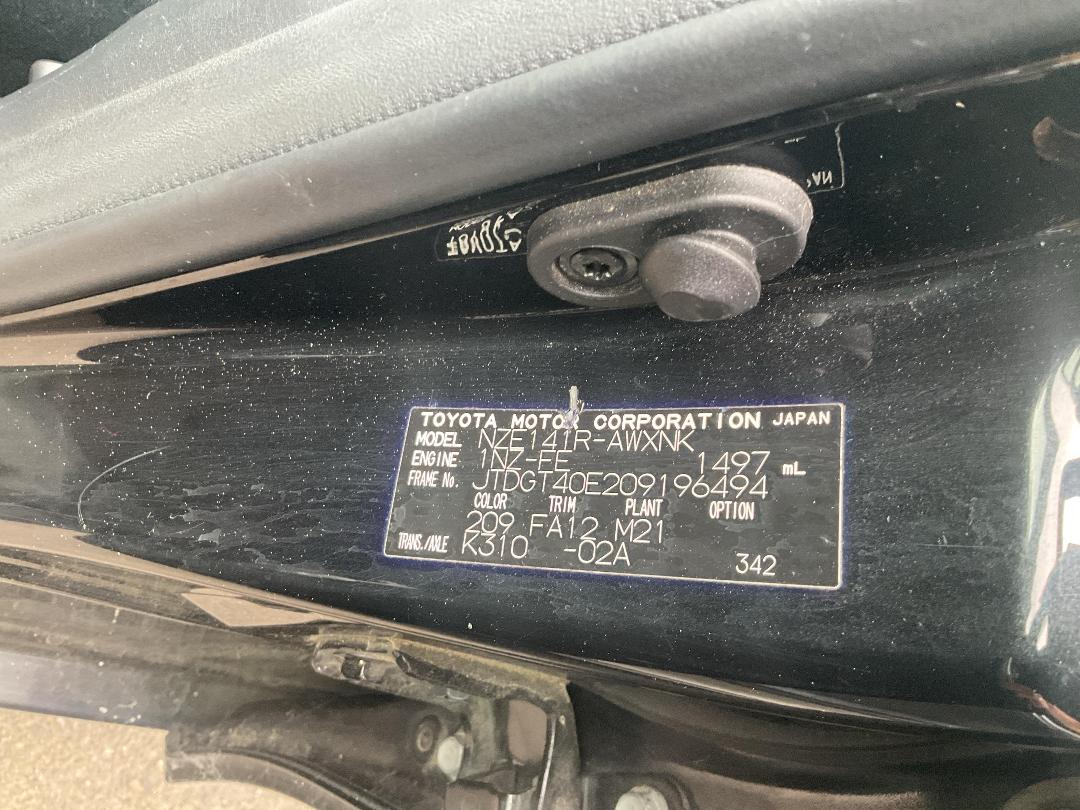 TOYOTA MOTOR CORPORATION JAPAN
MODEL NZE141R-AWXNK
ENGINE 1NZ-FE 1497 mL
FRAME No. JTDGT40E209196494
COLOR TRIM PLANT OPTION
209 FA12 M21
TRANS./AXLE K310 -02A 342